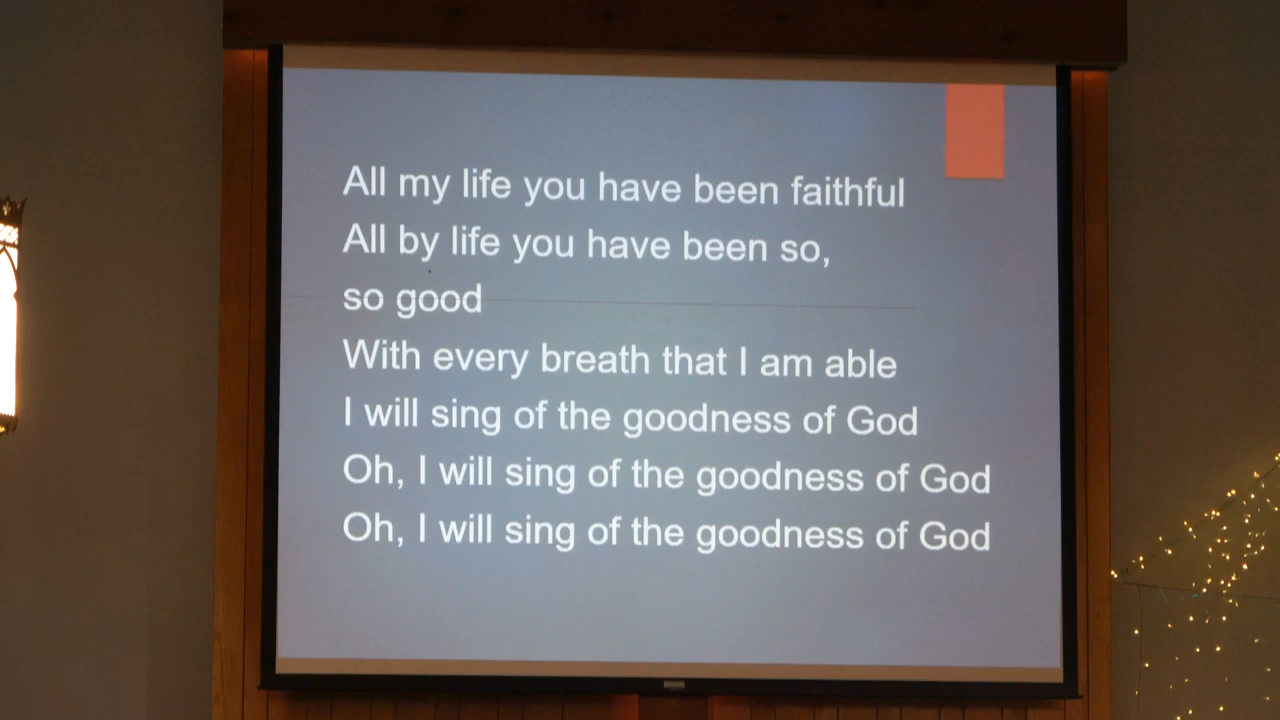 All my life you have been faithful
All by life you have been so,
so good
With every breath that I am able
I will sing of the goodness of God
Oh, I will sing of the goodness of God
Oh, I will sing of the goodness of God